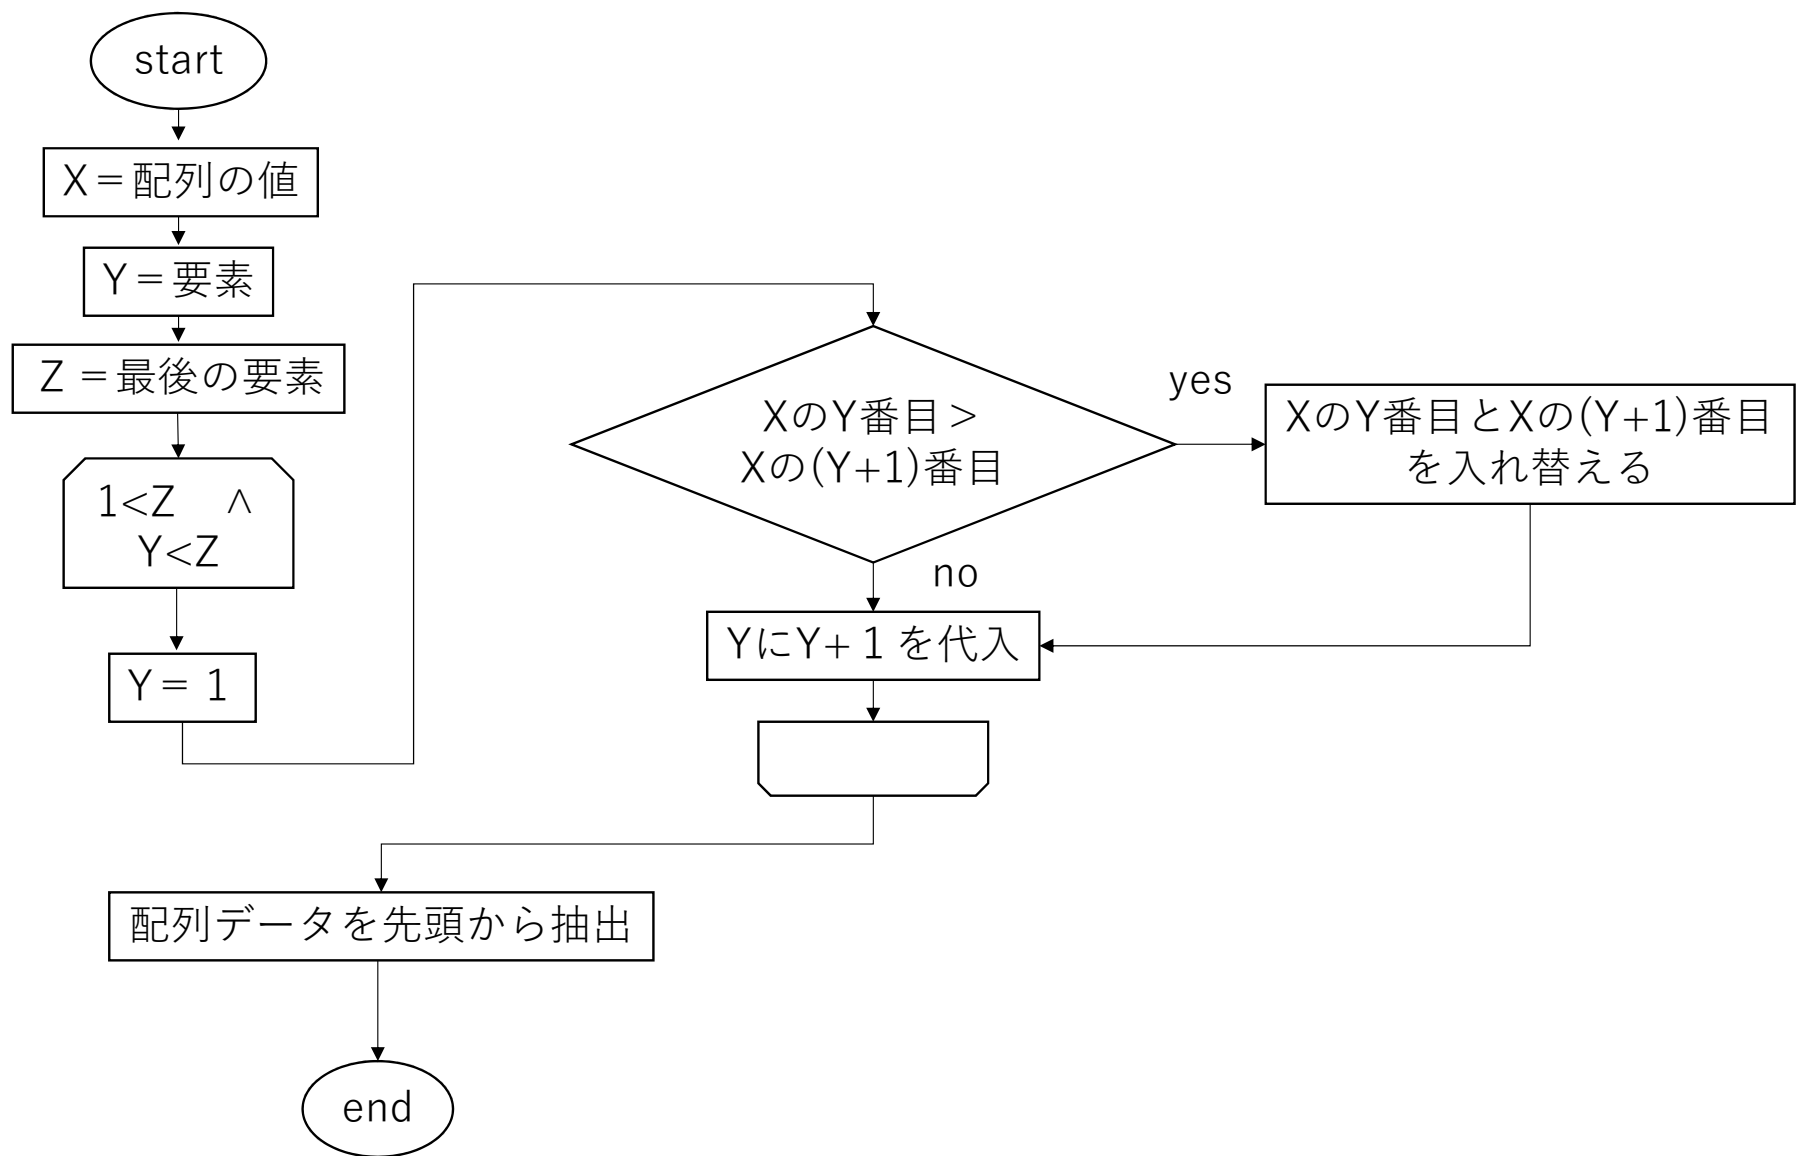 start
X＝配列の値
Y＝要素
Z＝最後の要素
1<Z ∧
Y<Z
Y＝1
XのY番目＞
Xの(Y+1)番目
yes
XのY番目とXの(Y+1)番目
を入れ替える
no
YにY+１を代入
配列データを先頭から抽出
end